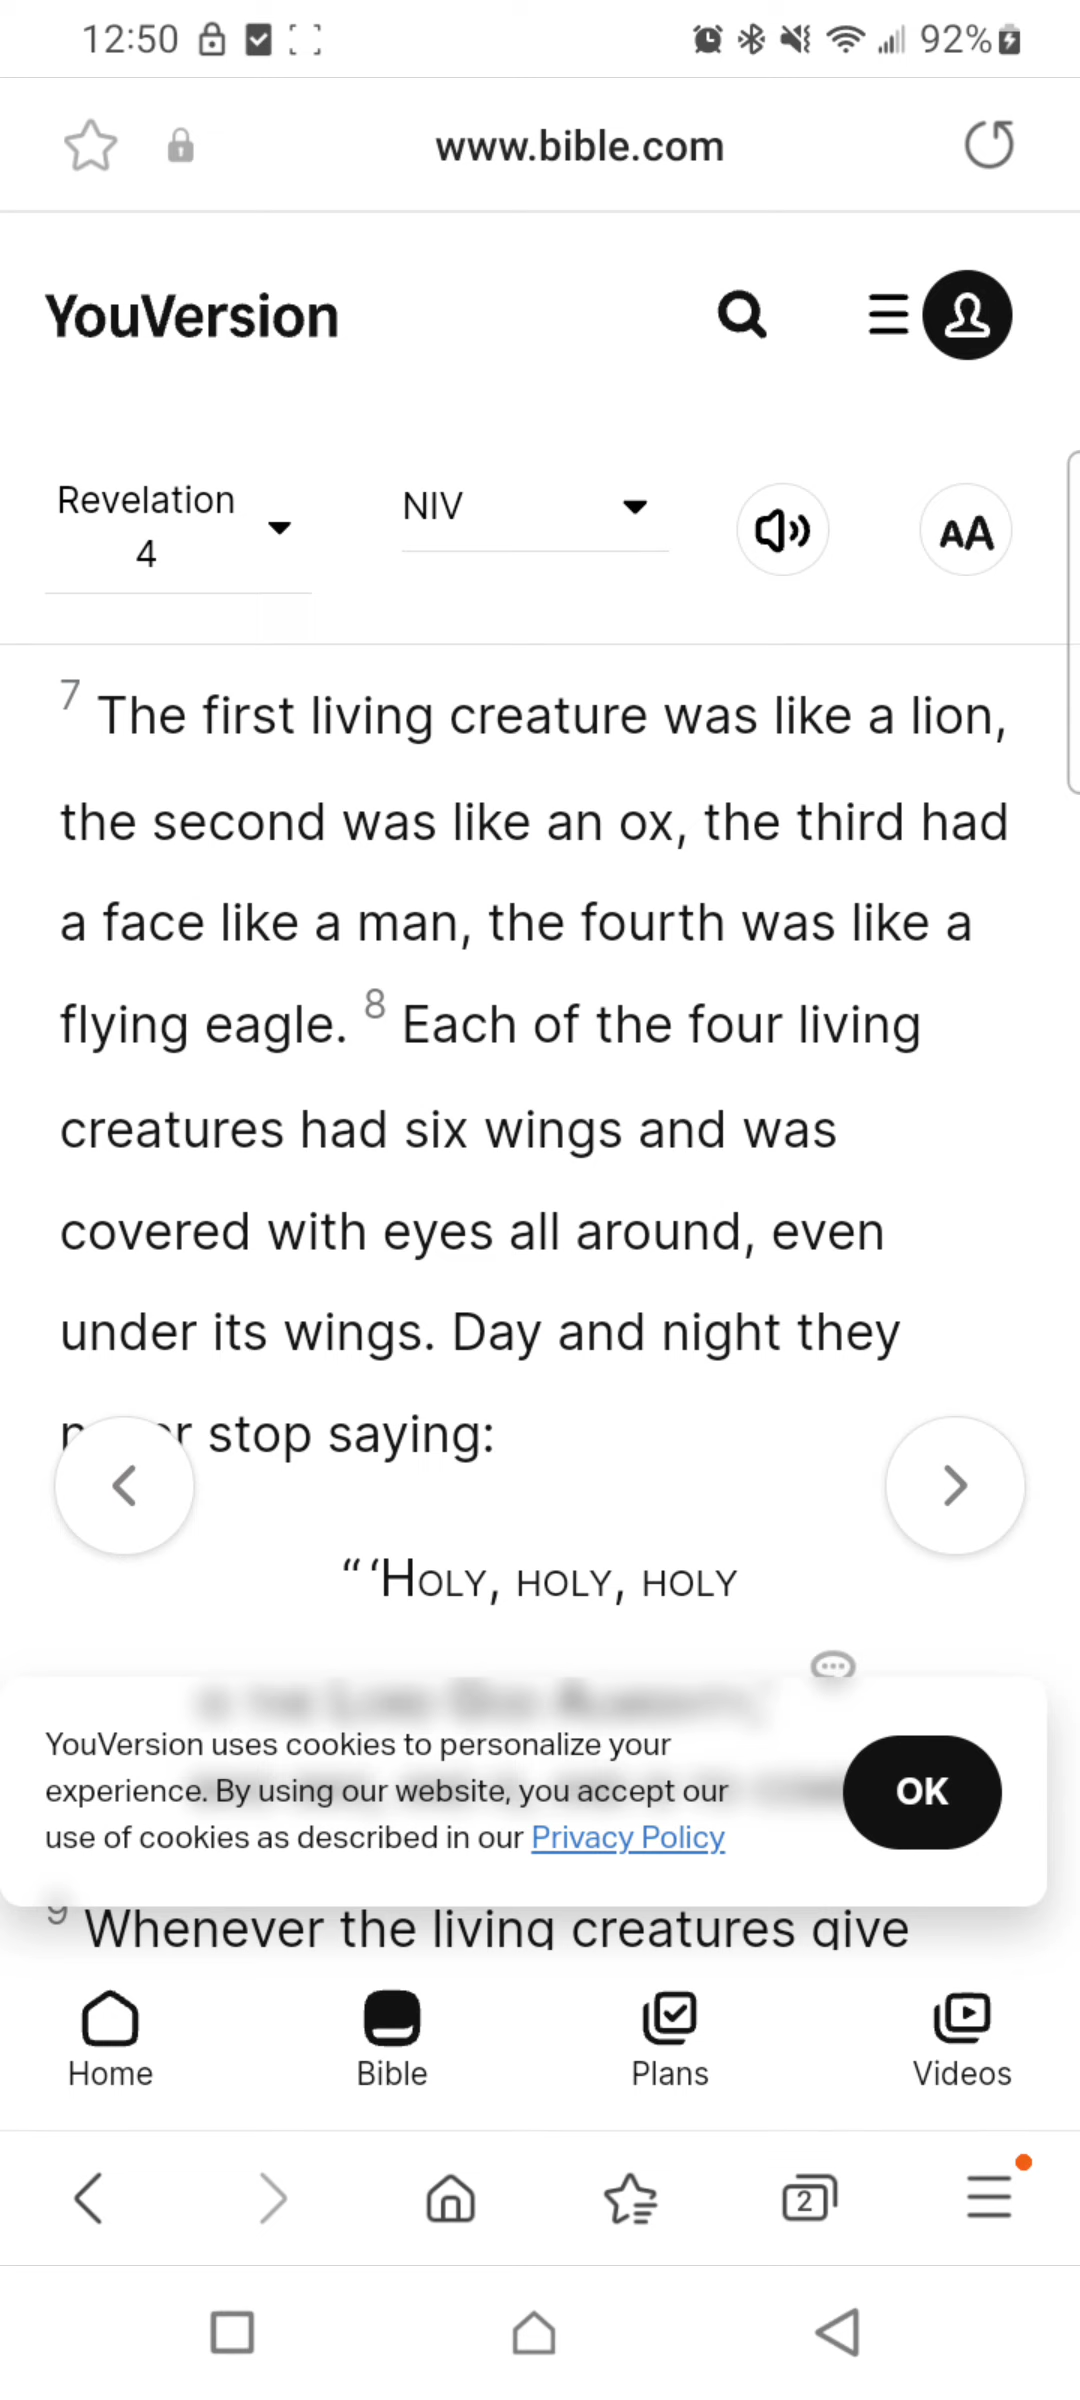 12:50
92%
www.bible.com
YouVersion
Revelation
4
NIV
AA
7 The first living creature was like a lion,
the second was like an ox, the third had
a face like a man, the fourth was like a
flying eagle. 8 Each of the four living
creatures had six wings and was
covered with eyes all around, even
under its wings. Day and night they
stop saying:
“ ‘HOLY, HOLY, HOLY
YouVersion uses cookies to personalize your
experience. By using our website, you accept our
use of cookies as described in our Privacy Policy
OK
9 Whenever the living creatures give
Home
Bible
Plans
Videos
2